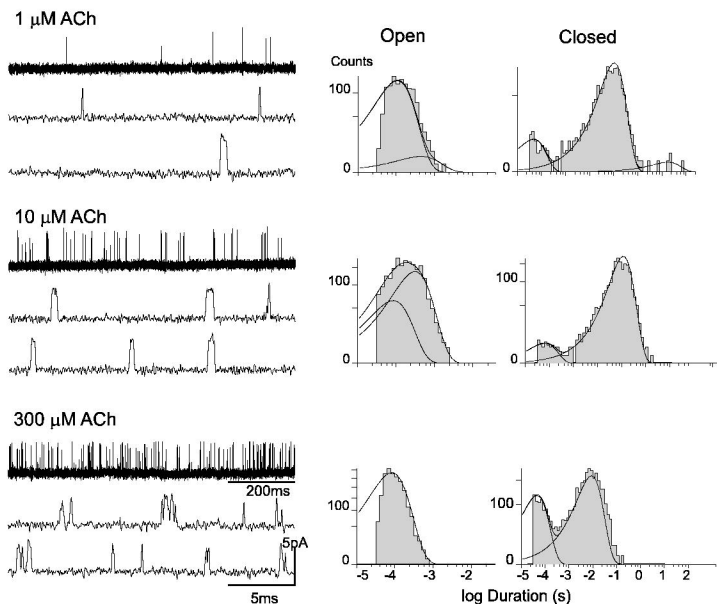 1 μM ACh
Open
Closed
Counts
100
0
100
0
10 μM ACh
100
0
100
0
300 μM ACh
200ms
5pA
5ms
100
0
-5 -4 -3 -2
100
0
-5 -4 -3 -2 -1 0 1 2
log Duration (s)